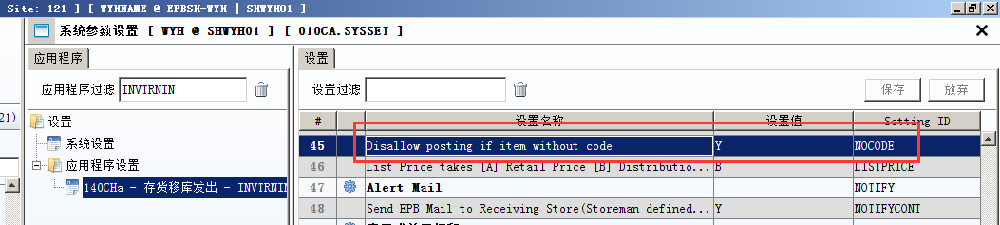 Site: 121 ] [ WYHNAME @ EPBSH-WYH | SHWYH01 ]
系统参数设置 [ WYH @ SHWYH01 ] [ 010CA.SYSSET ]
应用程序
应用程序过滤 INVTRNIN
21)
设置
系统设置
应用程序设置
140CHa - 存货移库发出 - INVTRNIN
设置
设置过滤
保存 放弃
# 设置名称 设置值 Setting ID
45 Disallow posting if item without code Y NOCODE
46 List Price takes [A] Retail Price [B] Distributio... B LISTPRICE
47 Alert Mail NOTIFY
48 Send EPB Mail to Receiving Store(Storeman defined... Y NOTIFYCONT